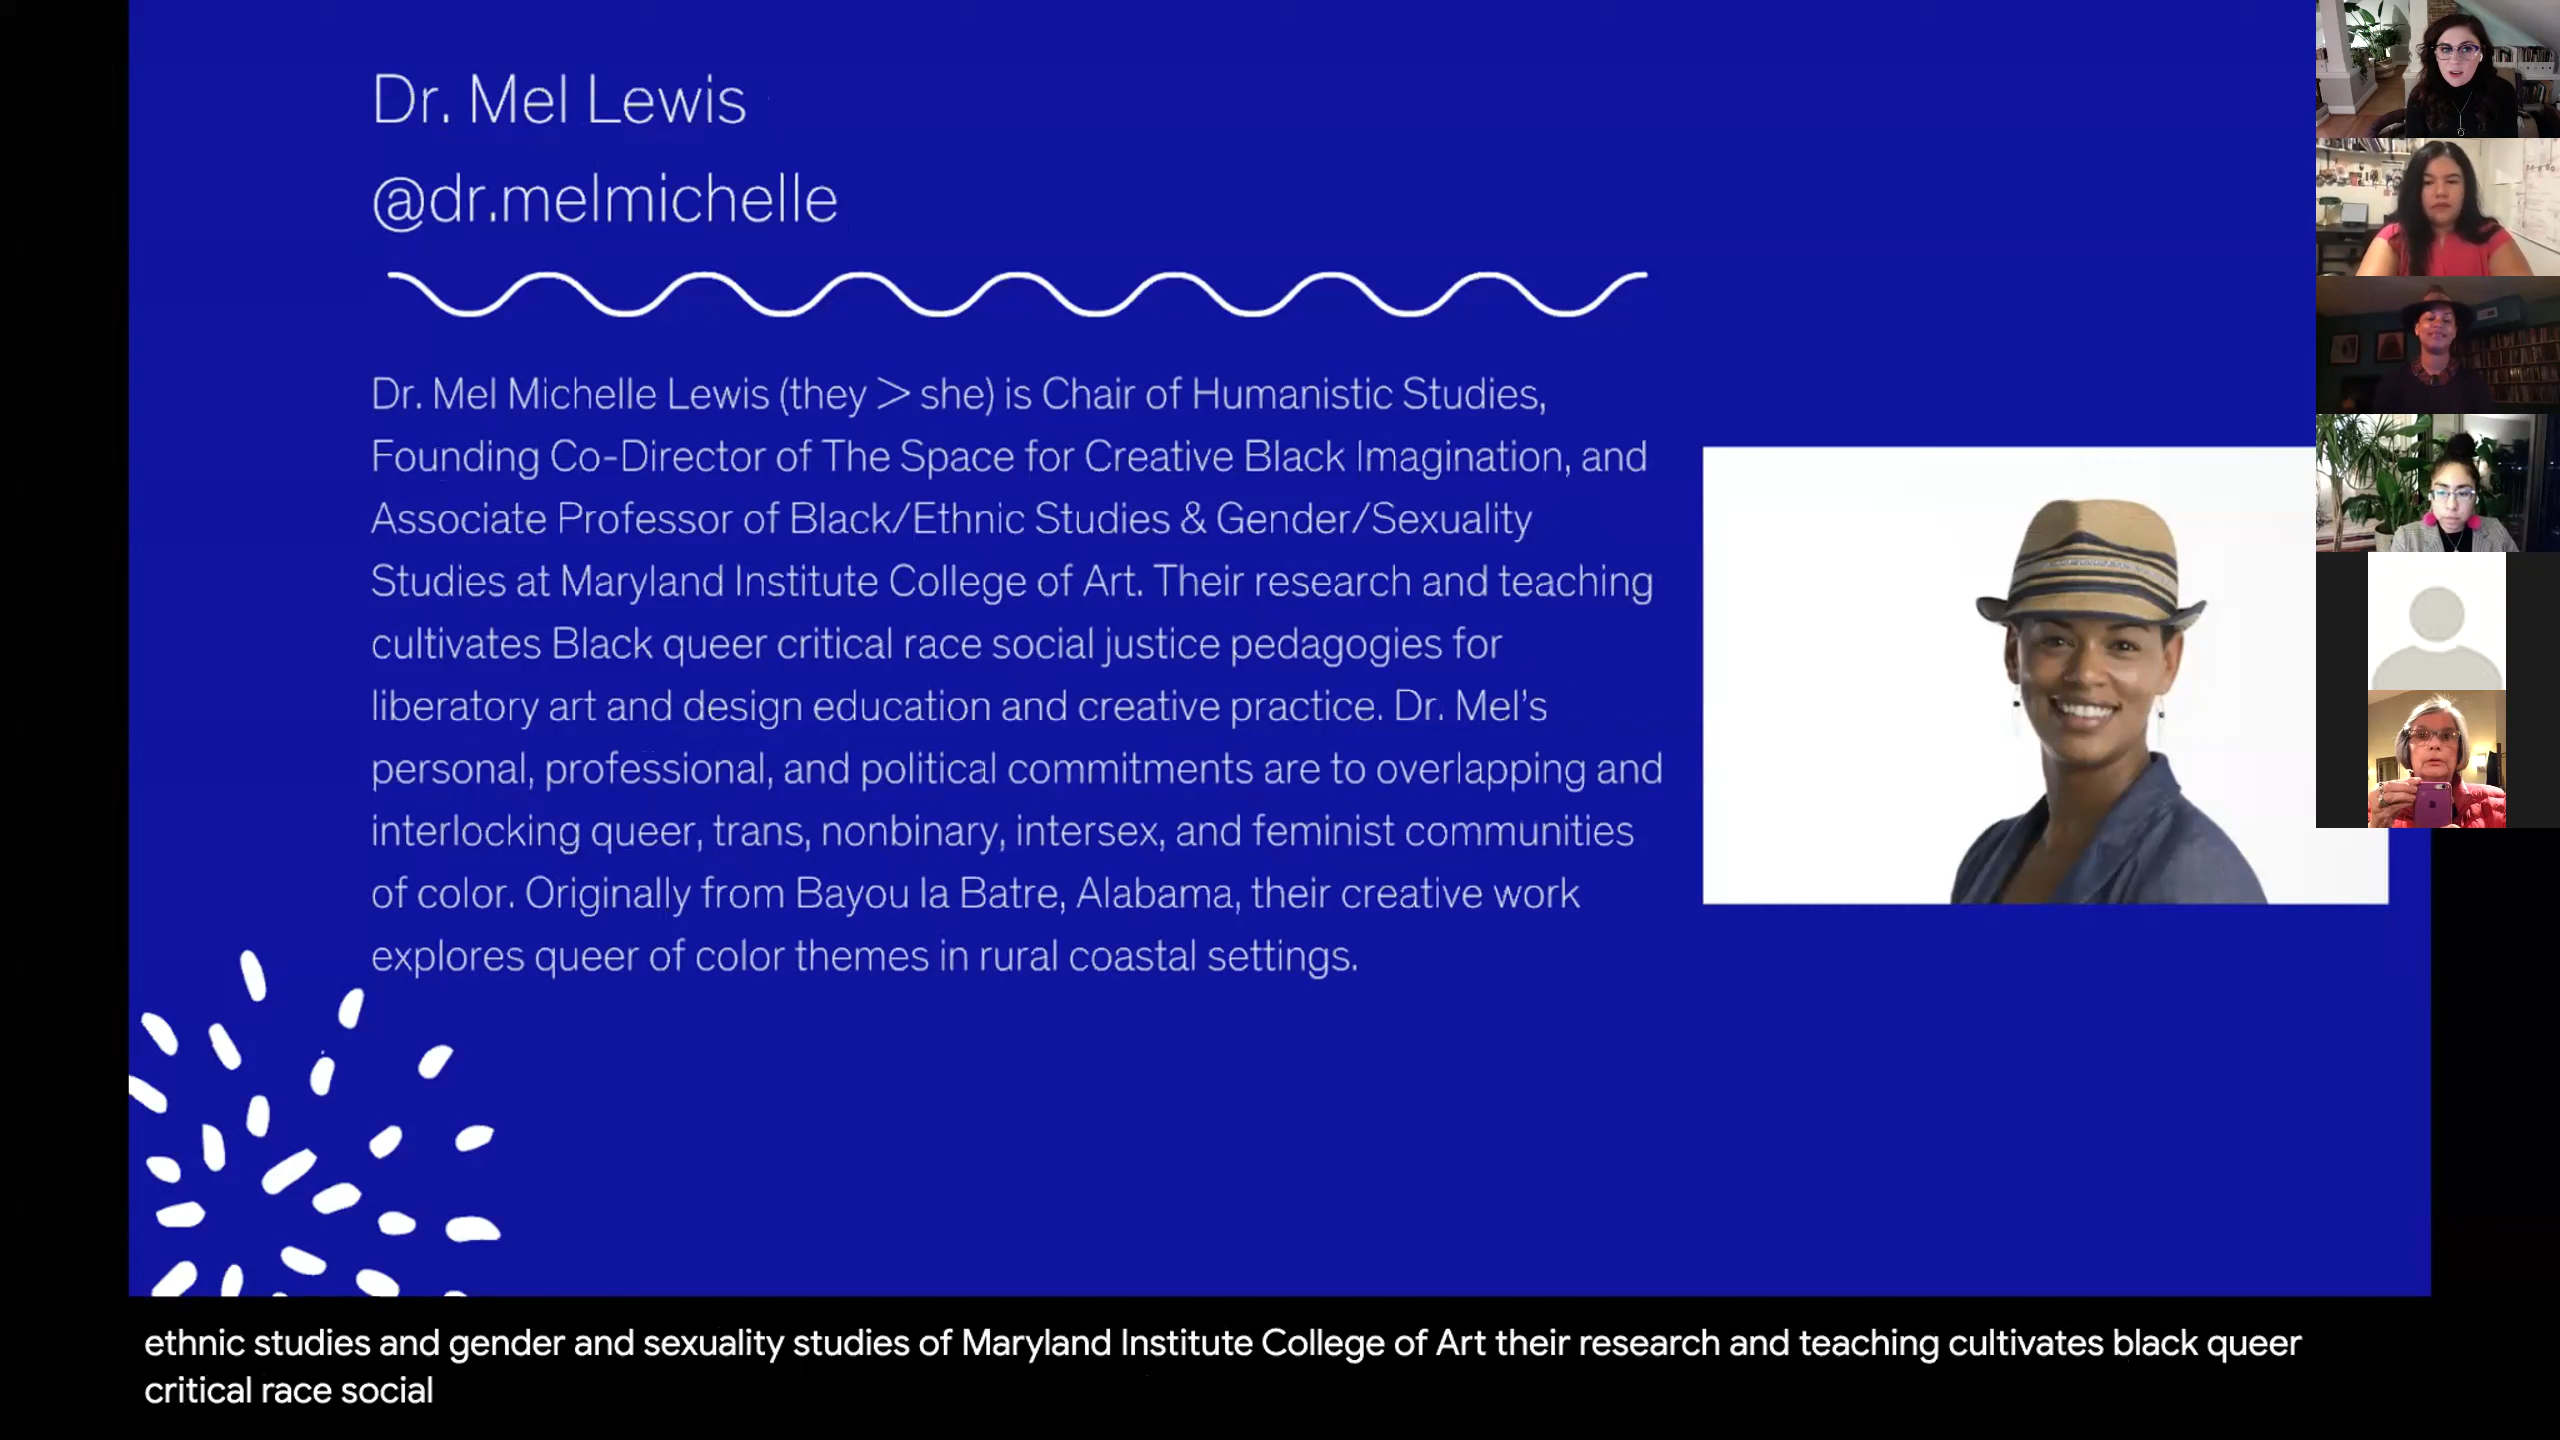 Dr. Mel Lewis
@dr.melmichelle
Dr. Mel Michelle Lewis (they > she) is Chair of Humanistic Studies,
Founding Co-Director of The Space for Creative Black Imagination, and
Associate Professor of Black/Ethnic Studies & Gender/Sexuality
Studies at Maryland Institute College of Art. Their research and teaching
cultivates Black queer critical race social justice pedagogies for
liberatory art and design education and creative practice. Dr. Mel’s
personal, professional, and political commitments are to overlapping and
interlocking queer, trans, nonbinary, intersex, and feminist communities
of color. Originally from Bayou la Batre, Alabama, their creative work
explores queer of color themes in rural coastal settings.
ethnic studies and gender and sexuality studies of Maryland Institute College of Art their research and teaching cultivates black queer
critical race social